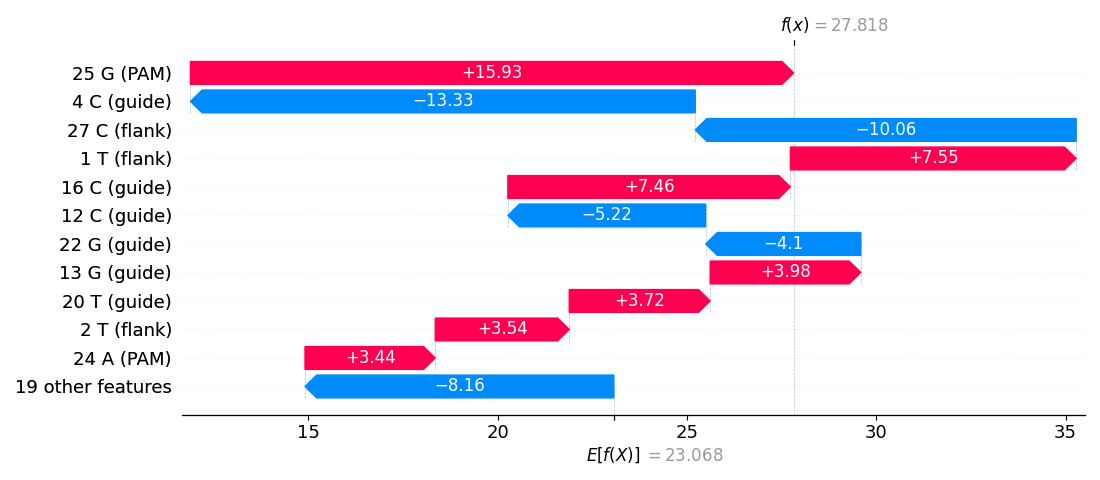 f(x) = 27.818
25 G (PAM) +15.93
4 C (guide) −13.33
27 C (flank) −10.06
1 T (flank) +7.55
16 C (guide) +7.46
12 C (guide) −5.22
22 G (guide) −4.1
13 G (guide) +3.98
20 T (guide) +3.72
2 T (flank) +3.54
24 A (PAM) +3.44
19 other features −8.16
15 20 25 30 35
E[f(X)] = 23.068